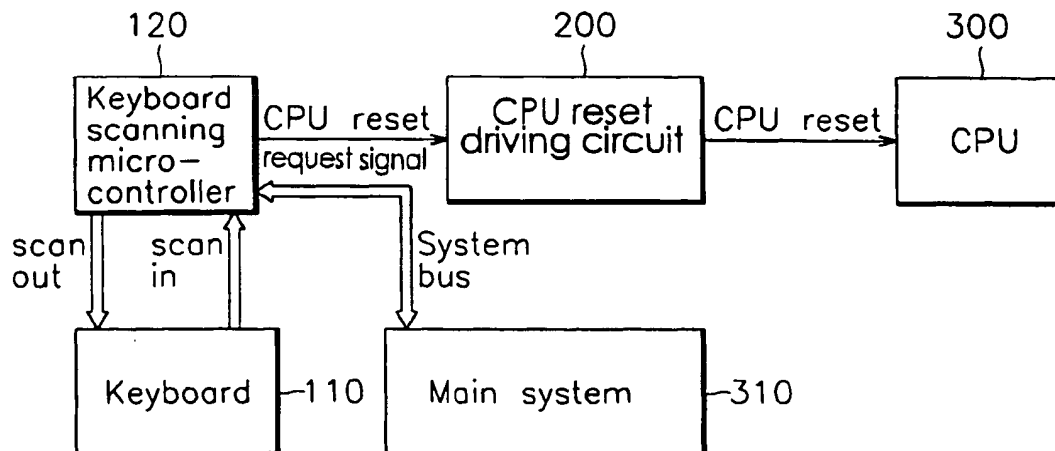 120
200
300
Keyboard
scanning
micro-
controller
CPU reset
request signal
CPU reset
driving circuit
CPU reset
CPU
scan
out
scan
in
System
bus
Keyboard
110
Main system
310